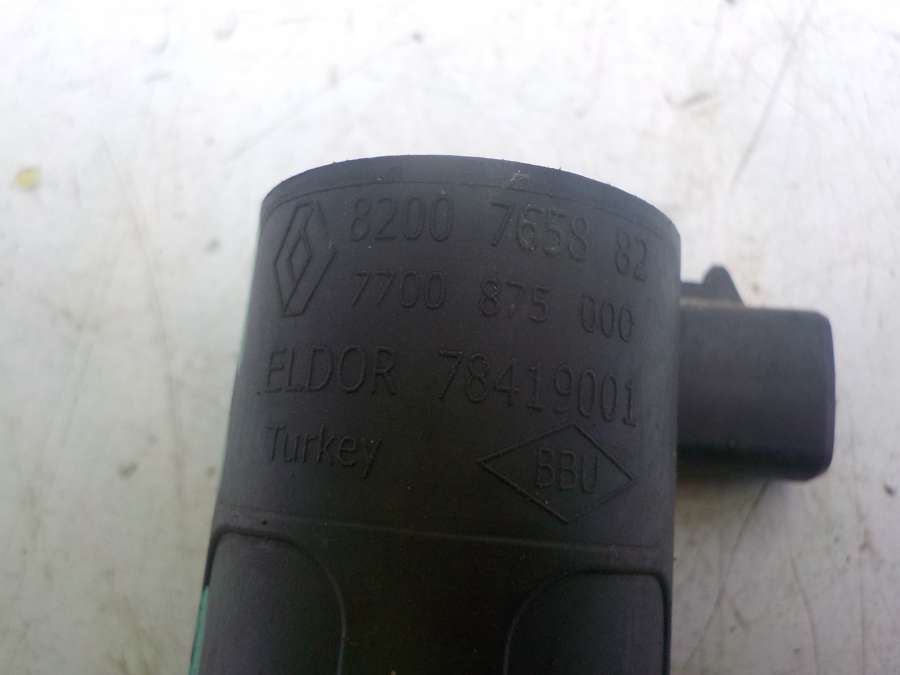 8200 7658 82
7700 875 000
ELDOR 78419001
Turkey
BBU